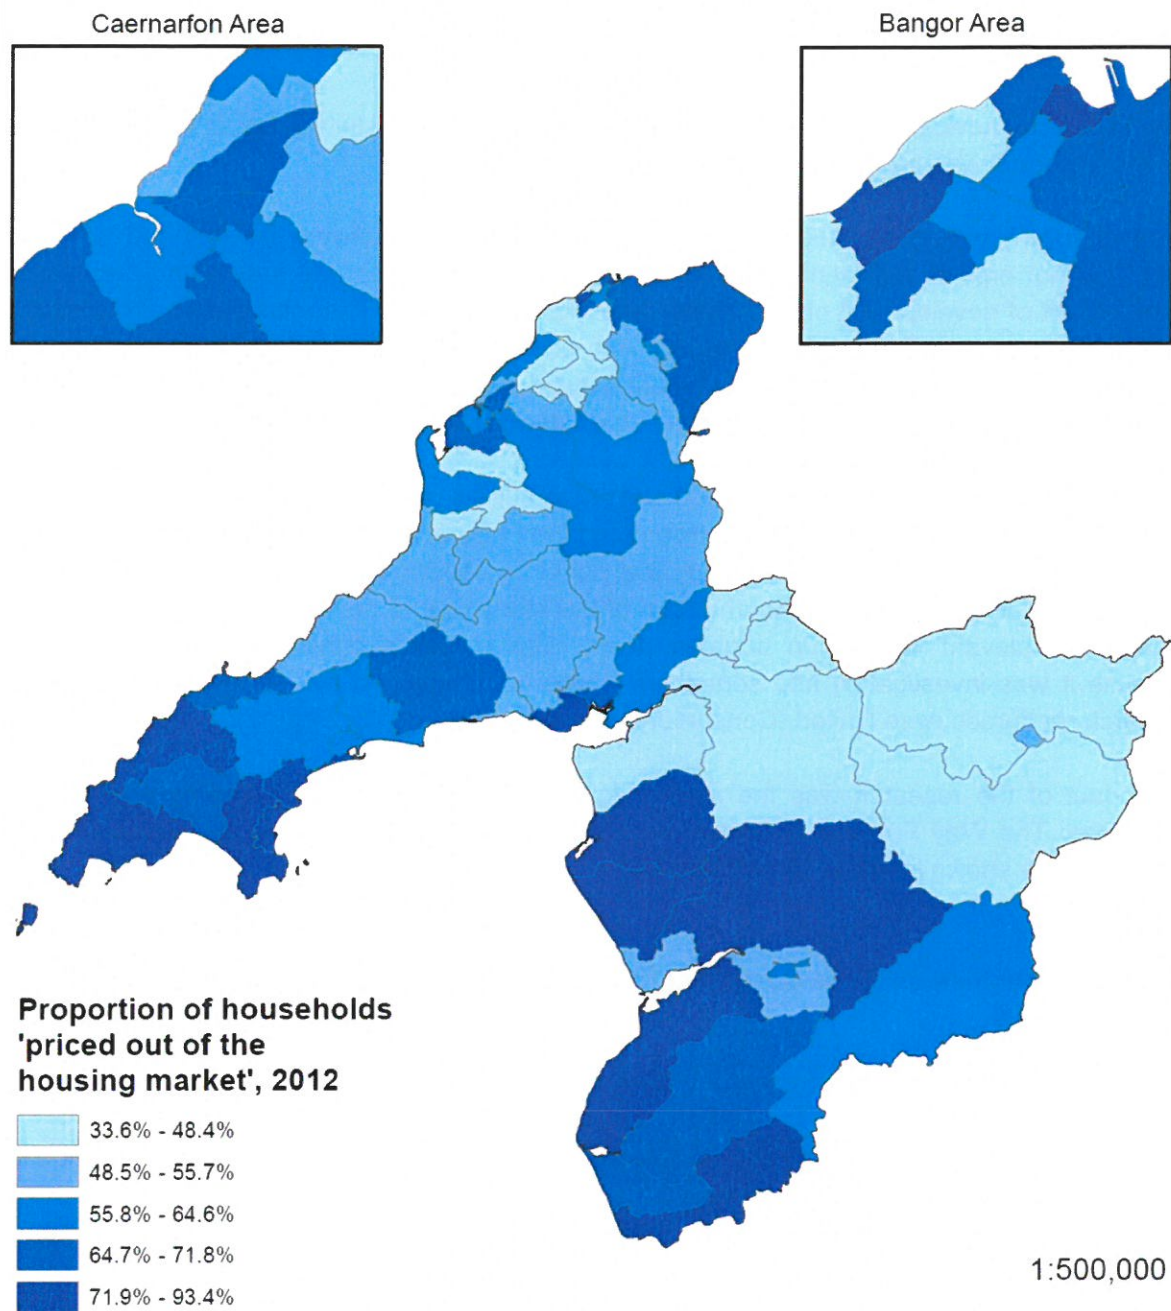 Caernarfon Area
Bangor Area
Proportion of households
'priced out of the
housing market', 2012
33.6% - 48.4%
48.5% - 55.7%
55.8% - 64.6%
64.7% - 71.8%
71.9% - 93.4%
1:500,000